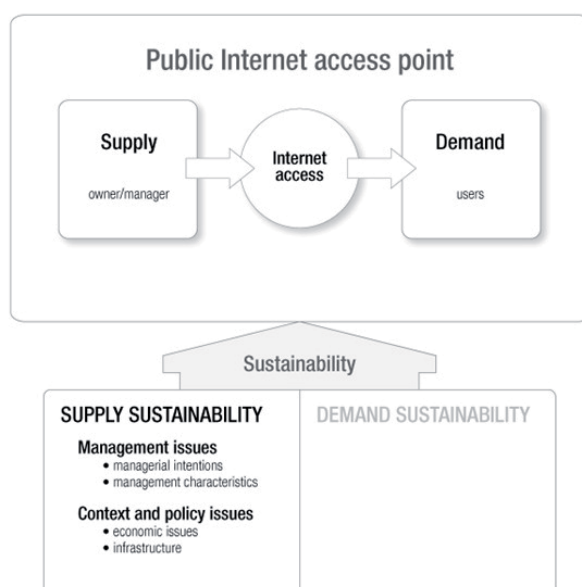 Public Internet access point
Supply
owner/manager
Internet
access
Demand
users
Sustainability
SUPPLY SUSTAINABILITY
Management issues
• managerial intentions
• management characteristics
Context and policy issues
• economic issues
• infrastructure
DEMAND SUSTAINABILITY